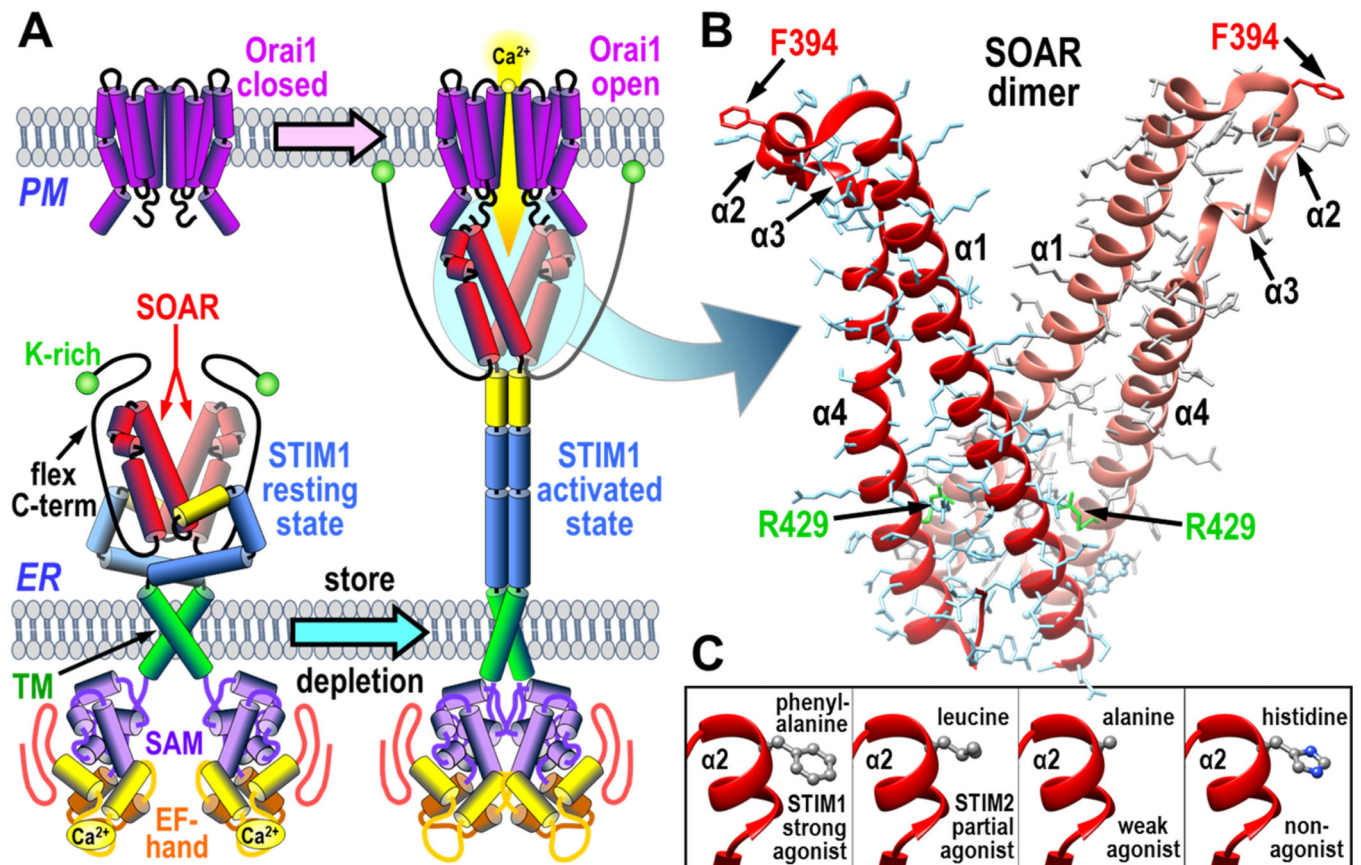 A
Orai1
closed
Ca²⁺
Orai1
open
PM
SOAR
K-rich
flex
C-term
STIM1
resting
state
STIM1
activated
state
ER
store
depletion
TM
SAM
EF-
hand
Ca²⁺
Ca²⁺
B
F394
SOAR
dimer
F394
α2
α3
α1
α1
α2
α3
α4
α4
R429
R429
C
phenyl-
alanine
α2
STIM1
strong
agonist
leucine
α2
STIM2
partial
agonist
alanine
α2
weak
agonist
histidine
α2
non-
agonist